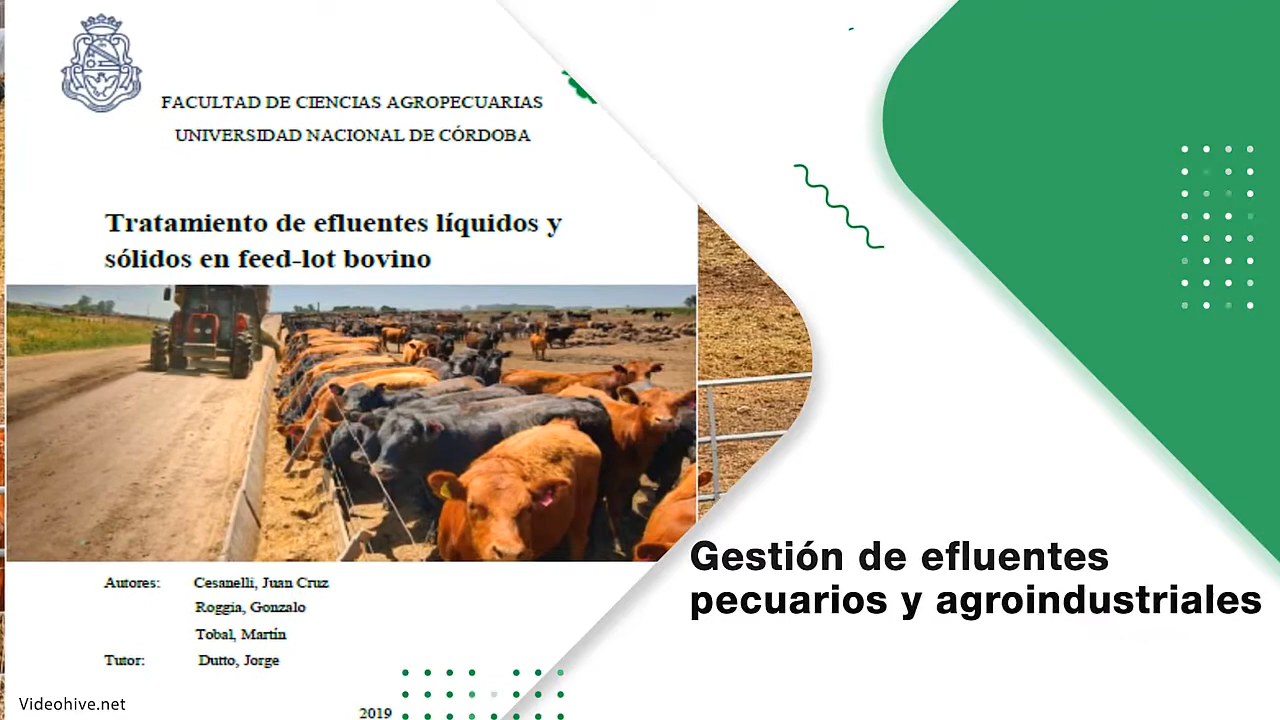 FACULTAD DE CIENCIAS AGROPECUARIAS
UNIVERSIDAD NACIONAL DE CÓRDOBA
Tratamiento de efluentes líquidos y
sólidos en feed-lot bovino
Autores: Cesanelli, Juan Cruz
Roggia, Gonzalo
Tobal, Martín
Tutor: Dutto, Jorge
2019
Gestión de efluentes
pecuarios y agroindustriales
Videohive.net